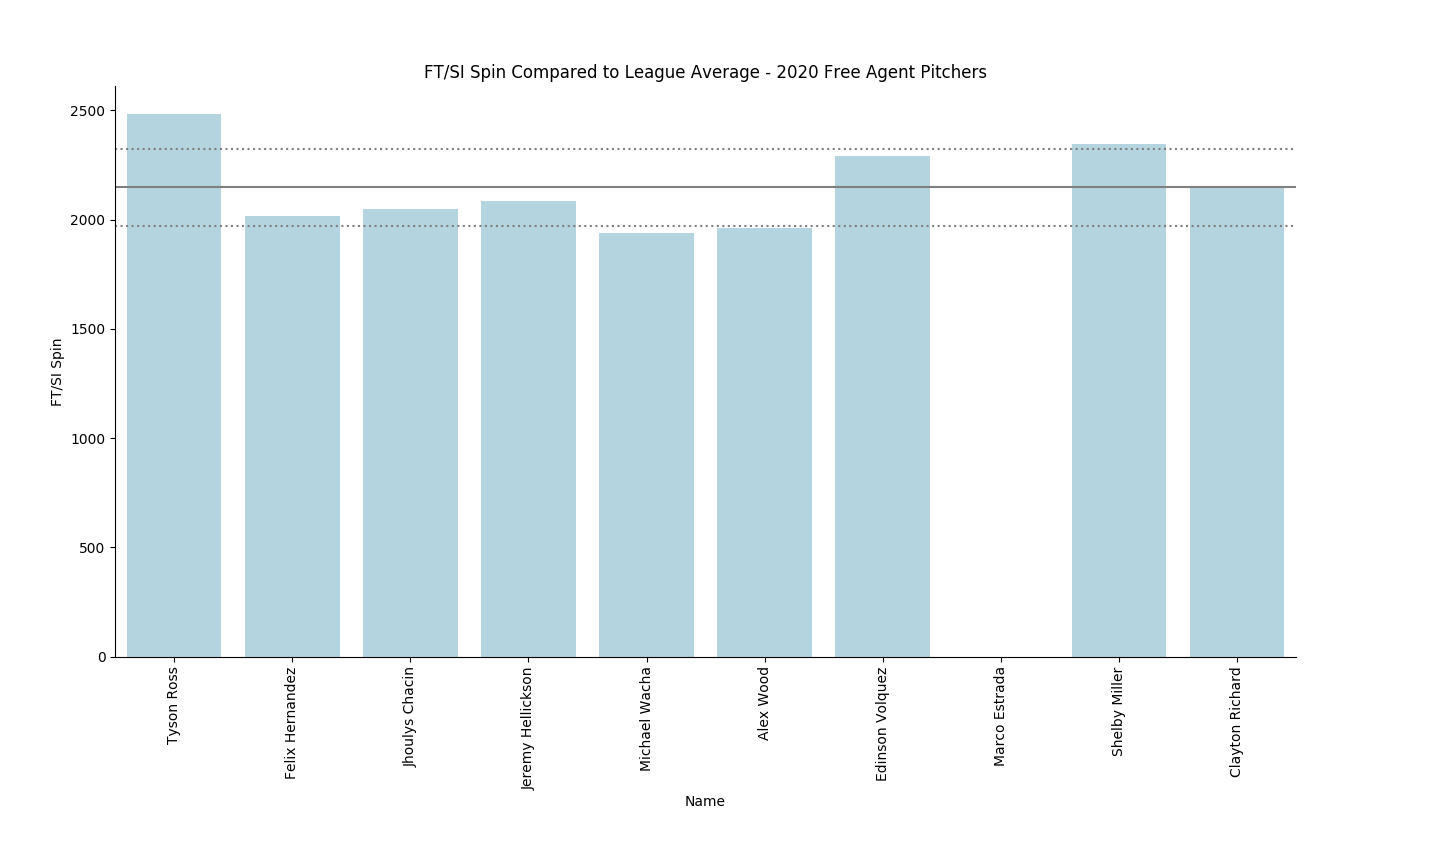 FT/SI Spin Compared to League Average - 2020 Free Agent Pitchers
2500
2000
1500
1000
500
0
FT/SI Spin
Tyson Ross
Felix Hernandez
Jhoulys Chacin
Jeremy Hellickson
Michael Wacha
Alex Wood
Edinson Volquez
Marco Estrada
Shelby Miller
Clayton Richard
Name